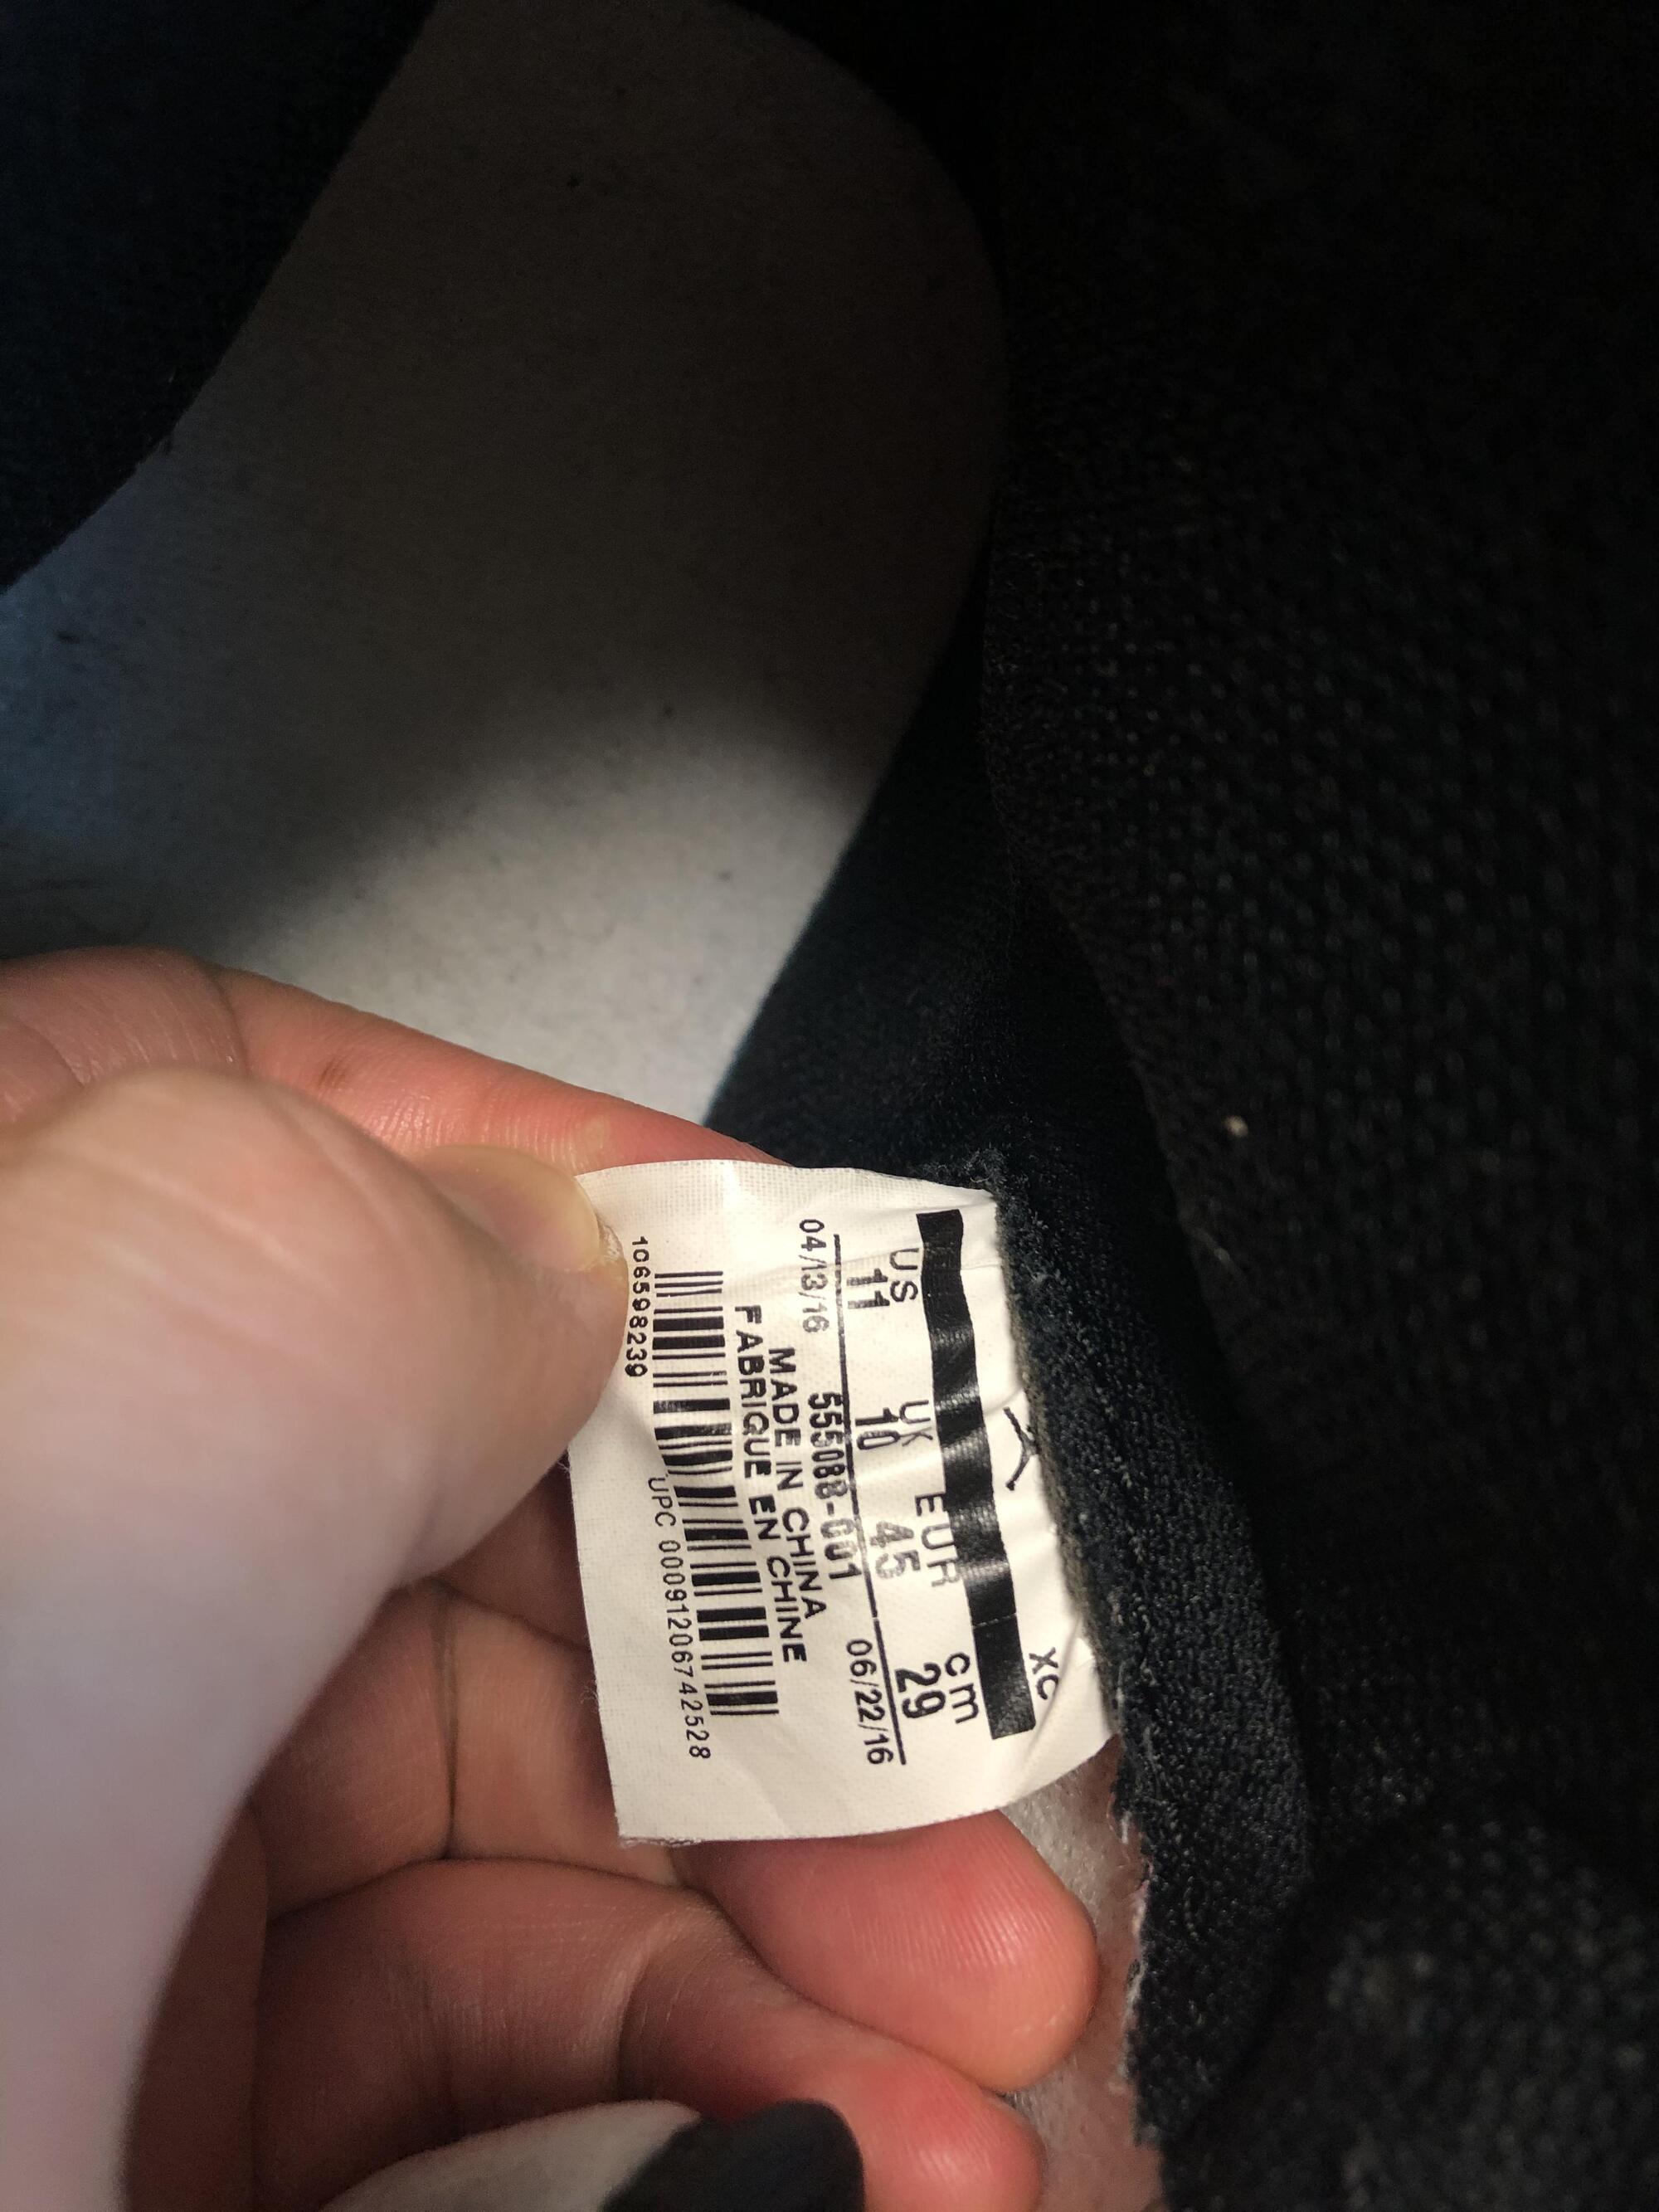 XC
US UK EUR cm
11 10 45 29
04/13/16 06/22/16
555088-001
MADE IN CHINA
FABRIQUE EN CHINE
UPC 00091206742528
106598239